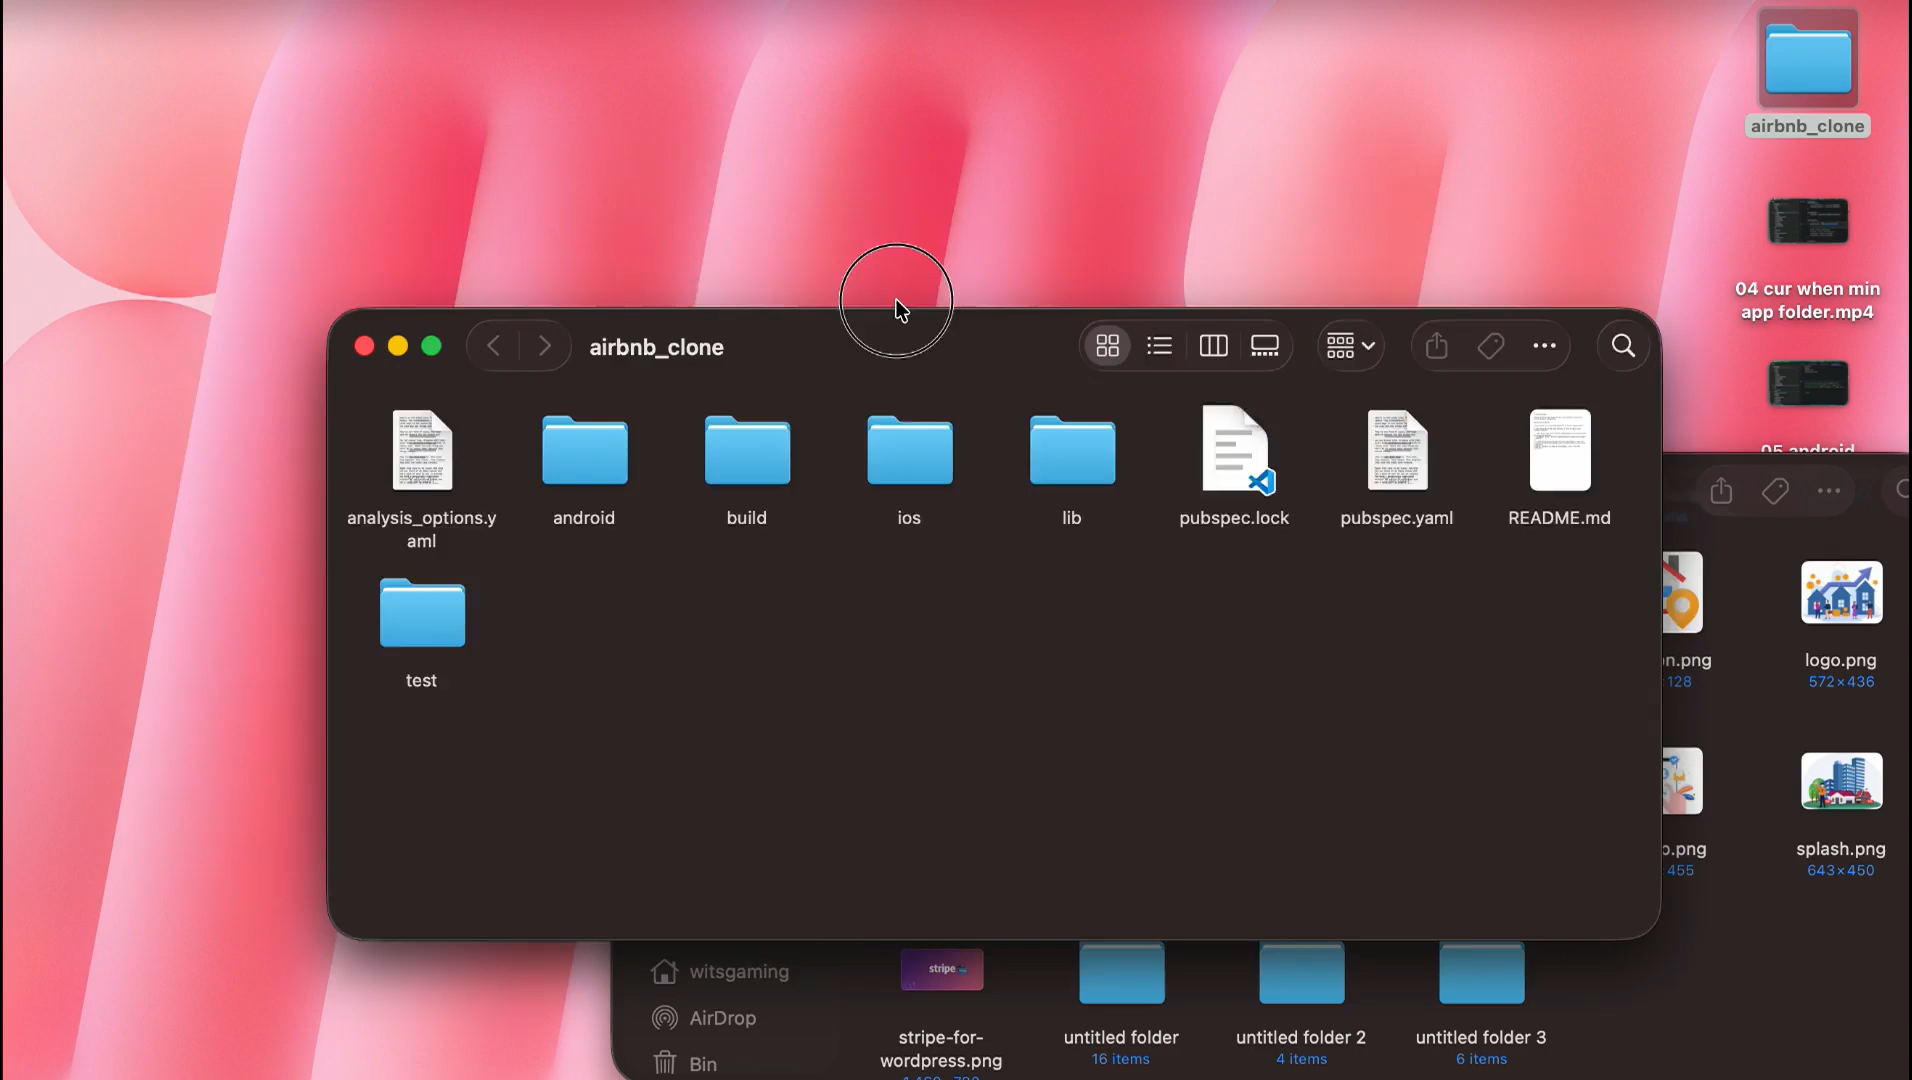 airbnb_clone
04 cur when min
app folder.mp4
05 android
airbnb_clone
analysis_options.y
aml
android
build
ios
lib
pubspec.lock
pubspec.yaml
README.md
test
n.png
128
logo.png
572×436
.png
455
splash.png
643×450
witsgaming
AirDrop
Bin
stripe
stripe-for-
wordpress.png
untitled folder
16 items
untitled folder 2
4 items
untitled folder 3
6 items